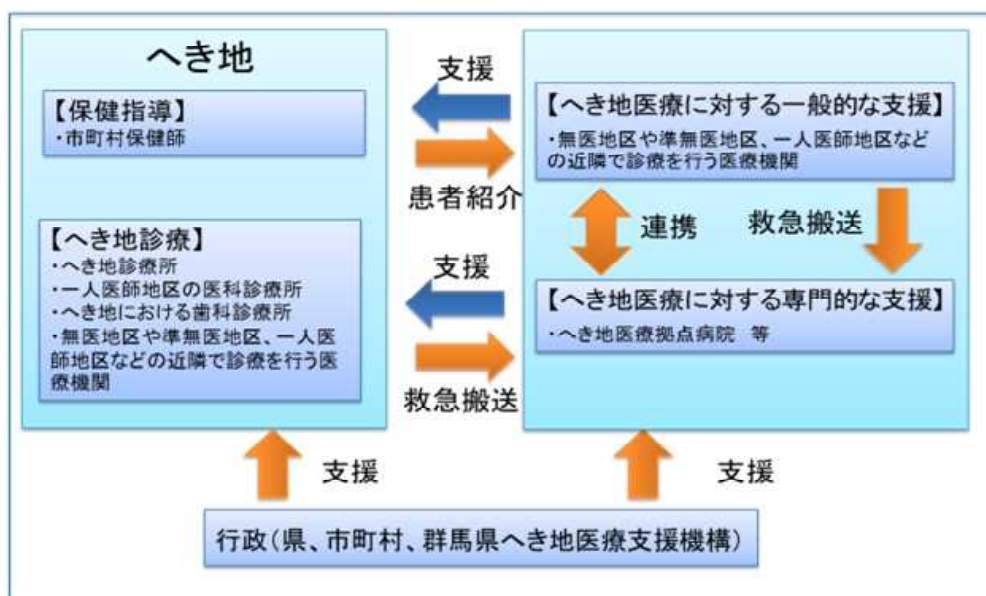 へき地
【保健指導】
・市町村保健師
【へき地診療】
・へき地診療所
・一人医師地区の医科診療所
・へき地における歯科診療所
・無医地区や準無医地区、一人医
師地区などの近隣で診療を行う医
療機関
支援
患者紹介
支援
救急搬送
【へき地医療に対する一般的な支援】
・無医地区や準無医地区、一人医師地区など
の近隣で診療を行う医療機関
連携
救急搬送
【へき地医療に対する専門的な支援】
・へき地医療拠点病院　等
支援
支援
行政(県、市町村、群馬県へき地医療支援機構)